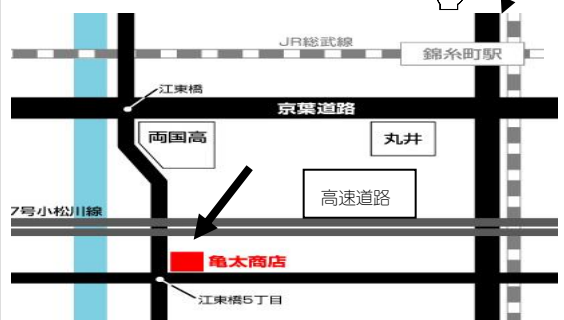 JR総武線
錦糸町駅
江東橋
京葉道路
両国高
丸井
高速道路
7号小松川線
亀太商店
江東橋5丁目